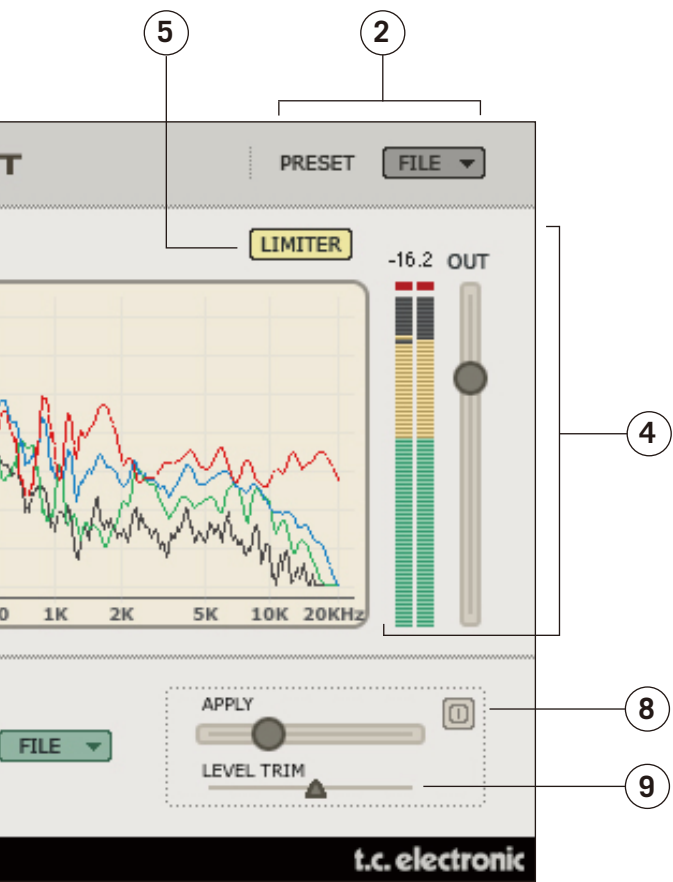 5
2
T
PRESET FILE
LIMITER
-16.2 OUT
4
0 1K 2K 5K 10K 20KHz
APPLY
8
FILE
LEVEL TRIM
9
t.c. electronic